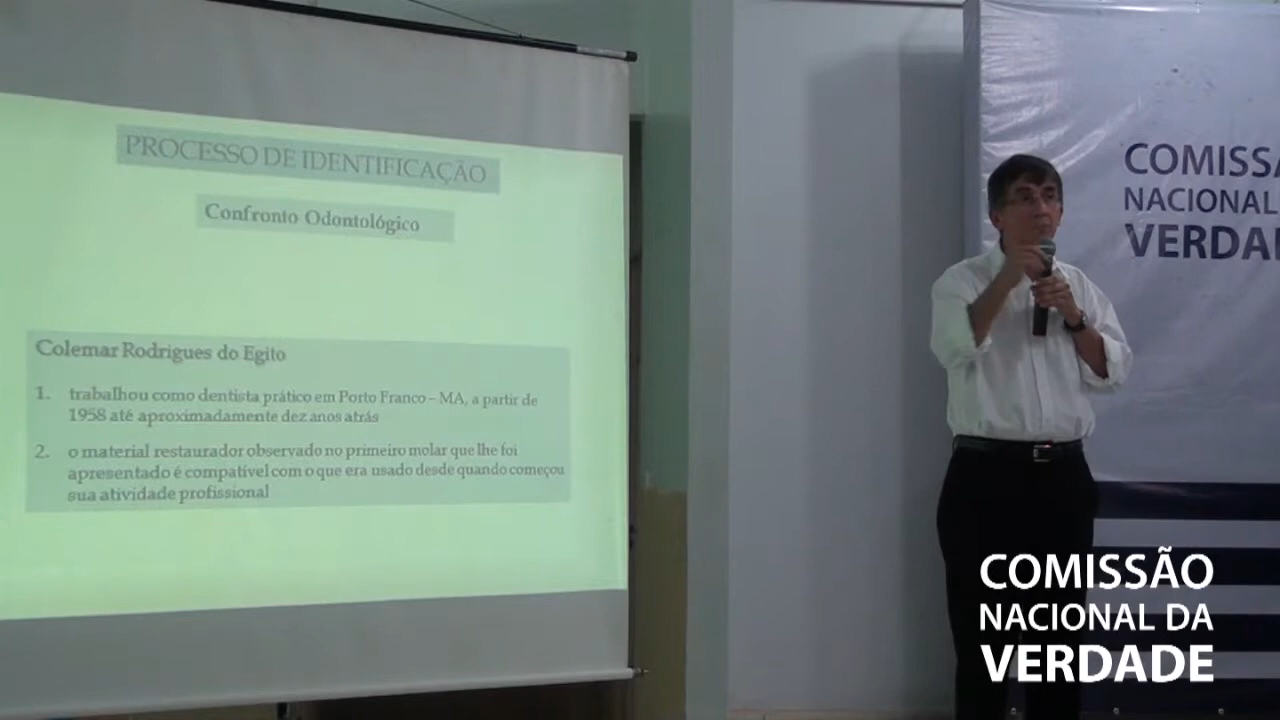 PROCESSO DE IDENTIFICAÇÃO
Confronto Odontológico
Colemar Rodrigues do Egito
1. trabalhou como dentista prático em Porto Franco – MA, a partir de
1958 até aproximadamente dez anos atrás
2. o material restaurador observado no primeiro molar que lhe foi
apresentado é compatível com o que era usado desde quando começou
sua atividade profissional
COMISSÃ
NACIONAL
VERDA
COMISSÃO
NACIONAL DA
VERDADE